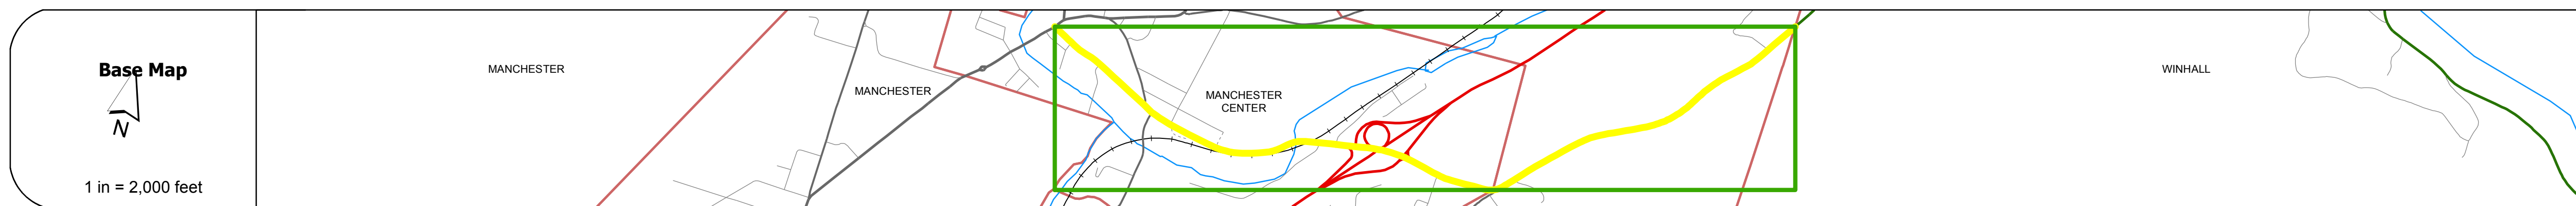 Base Map
N
1 in = 2,000 feet
MANCHESTER
MANCHESTER
MANCHESTER
CENTER
WINHALL